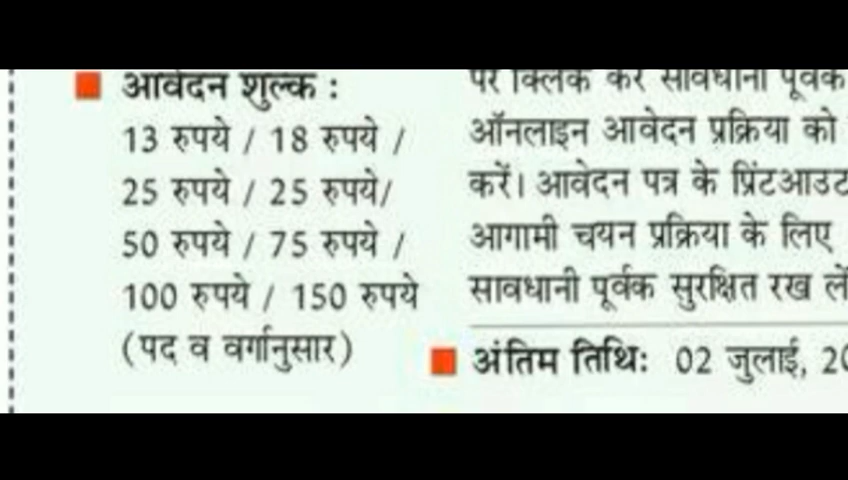 आवेदन शुल्क :
13 रुपये / 18 रुपये /
25 रुपये / 25 रुपये/
50 रुपये / 75 रुपये /
100 रुपये / 150 रुपये
(पद व वर्गानुसार)
पर क्लिक कर सावधानी पूर्वक
ऑनलाइन आवेदन प्रक्रिया को
करें। आवेदन पत्र के प्रिंटआउट
आगामी चयन प्रक्रिया के लिए
सावधानी पूर्वक सुरक्षित रख लें
अंतिम तिथिः 02 जुलाई, 20